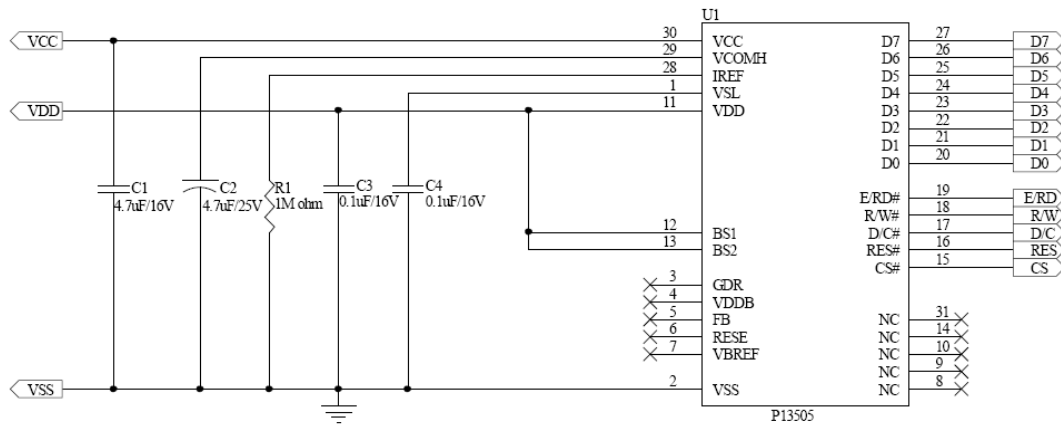 U1
VCC 30 VCC D7 27 D7
29 VCOMH D6 26 D6
28 IREF D5 25 D5
1 VSL D4 24 D4
VDD 11 VDD D3 23 D3
D2 22 D2
D1 21 D1
D0 20 D0
C1 C2 R1 C3 C4
4.7uF/16V 4.7uF/25V 1M ohm 0.1uF/16V 0.1uF/16V
E/RD# 19 E/RD
R/W# 18 R/W
12 BS1 D/C# 17 D/C
13 BS2 RES# 16 RES
CS# 15 CS
3 GDR
4 VDDB
5 FB NC 31
6 RESE NC 14
7 VBREF NC 10
NC 9
VSS 2 VSS NC 8
P13505